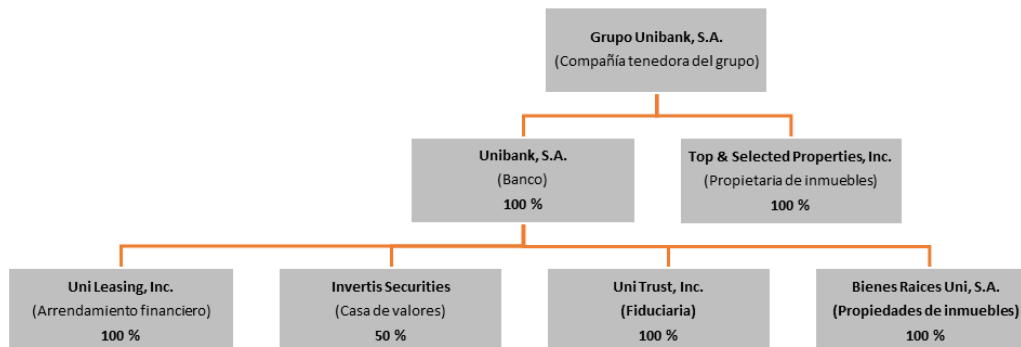 Grupo Unibank, S.A.
(Compañía tenedora del grupo)
Unibank, S.A.
(Banco)
100 %
Top & Selected Properties, Inc.
(Propietaria de inmuebles)
100 %
Uni Leasing, Inc.
(Arrendamiento financiero)
100 %
Invertis Securities
(Casa de valores)
50 %
Uni Trust, Inc.
(Fiduciaria)
100 %
Bienes Raices Uni, S.A.
(Propiedades de inmuebles)
100 %